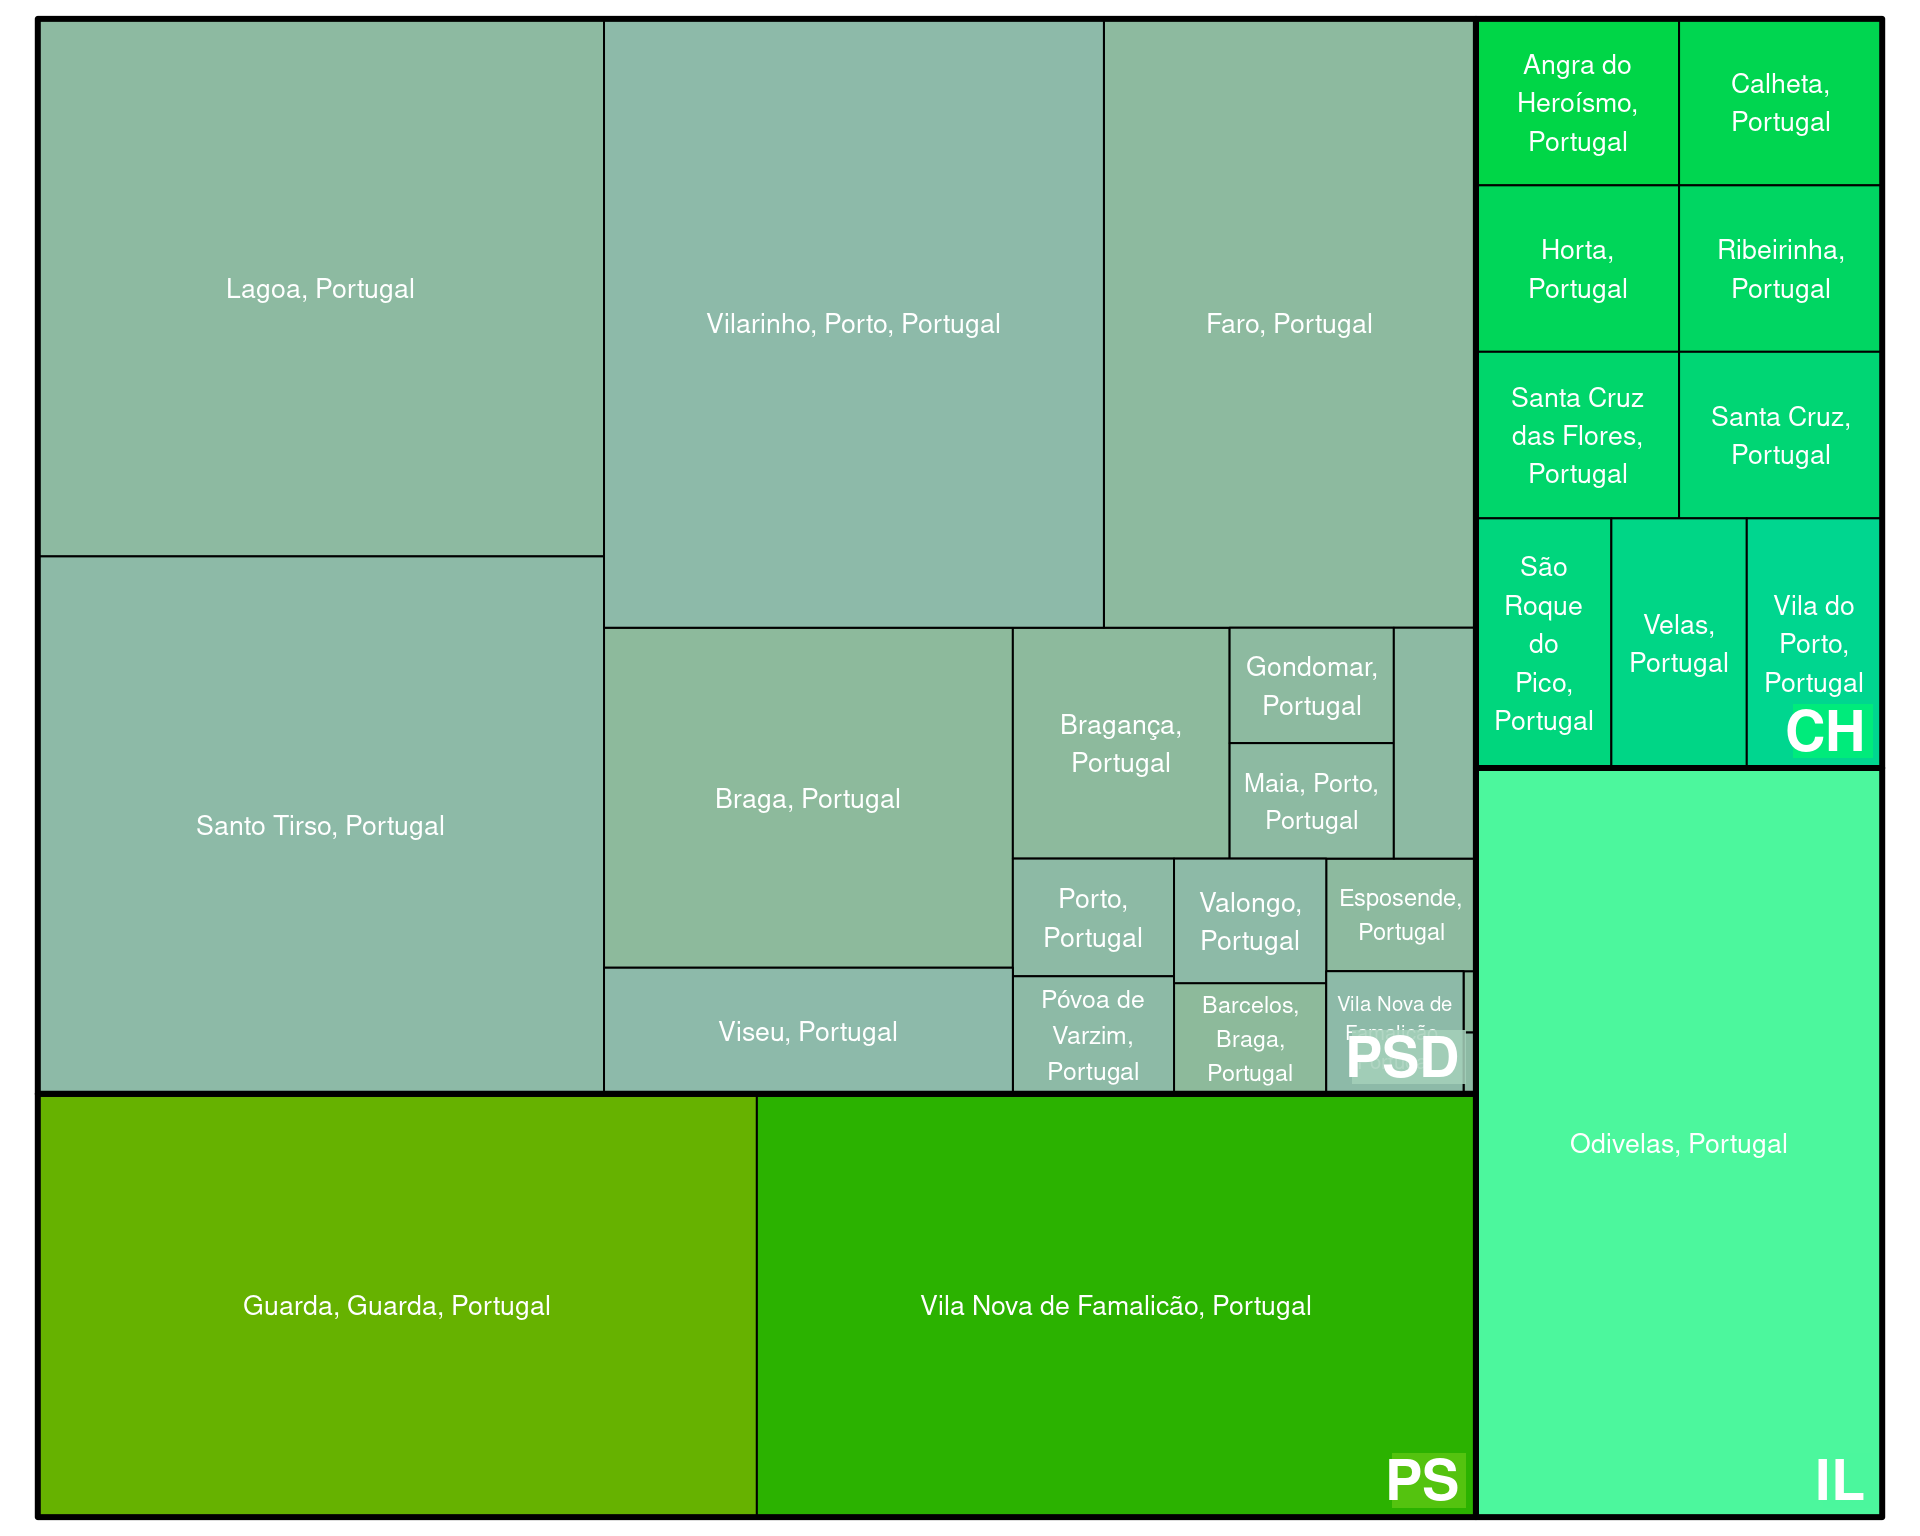 Lagoa, Portugal
Santo Tirso, Portugal
Vilarinho, Porto, Portugal
Faro, Portugal
Braga, Portugal
Viseu, Portugal
Bragança,
Portugal
Gondomar,
Portugal
Maia, Porto,
Portugal
Porto,
Portugal
Póvoa de
Varzim,
Portugal
Valongo,
Portugal
Barcelos,
Braga,
Portugal
Esposende,
Portugal
Vila Nova de
PSD
Guarda, Guarda, Portugal
Vila Nova de Famalicão, Portugal
PS
Angra do
Heroísmo,
Portugal
Calheta,
Portugal
Horta,
Portugal
Ribeirinha,
Portugal
Santa Cruz
das Flores,
Portugal
Santa Cruz,
Portugal
São
Roque
do
Pico,
Portugal
Velas,
Portugal
Vila do
Porto,
Portugal
CH
Odivelas, Portugal
IL